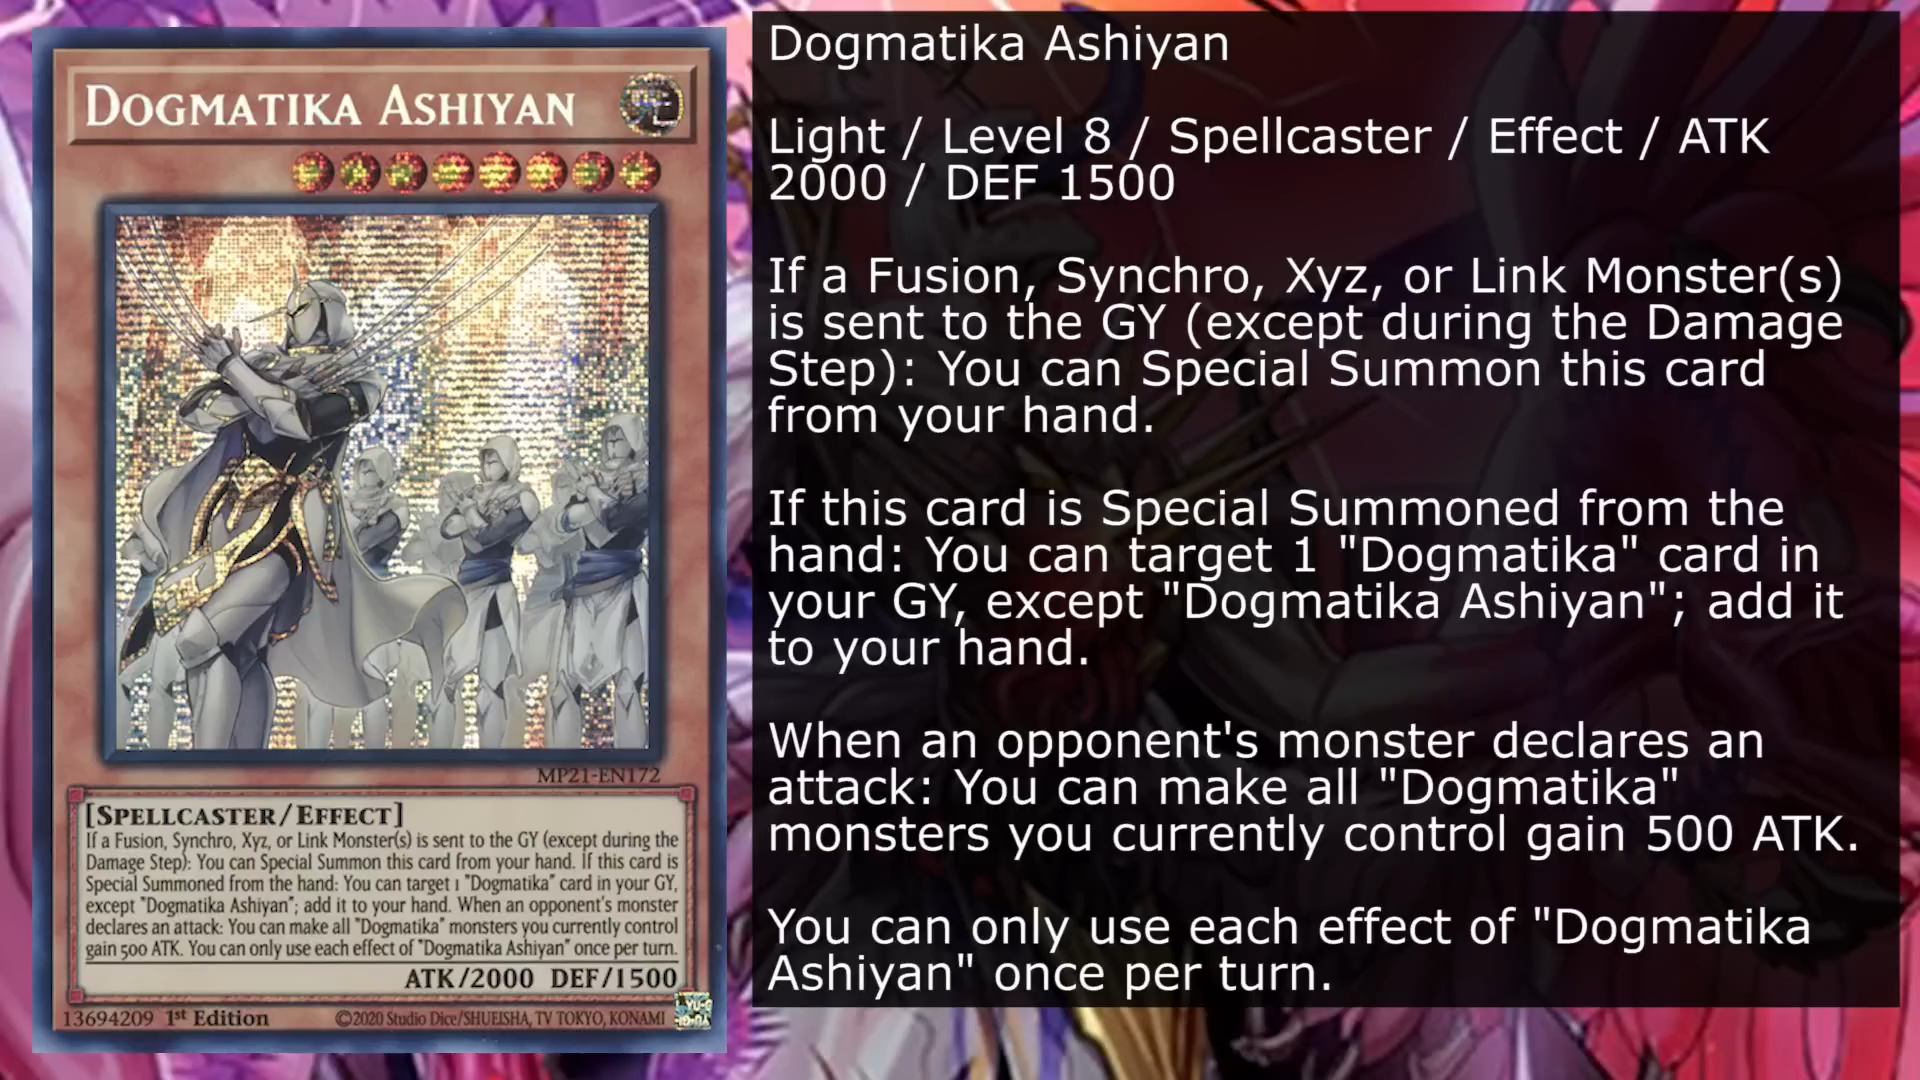 DOGMATIKA ASHIYAN
MP21-EN172
[SPELLCASTER/EFFECT]
If a Fusion, Synchro, Xyz, or Link Monster(s) is sent to the GY (except during the
Damage Step): You can Special Summon this card from your hand. If this card is
Special Summoned from the hand: You can target 1 "Dogmatika" card in your GY,
except "Dogmatika Ashiyan"; add it to your hand. When an opponent's monster
declares an attack: You can make all "Dogmatika" monsters you currently control
gain 500 ATK. You can only use each effect of "Dogmatika Ashiyan" once per turn.
ATK/2000 DEF/1500
13694209 1st Edition ©2020 Studio Dice/SHUEISHA, TV TOKYO, KONAMI
Dogmatika Ashiyan
Light / Level 8 / Spellcaster / Effect / ATK
2000 / DEF 1500
If a Fusion, Synchro, Xyz, or Link Monster(s)
is sent to the GY (except during the Damage
Step): You can Special Summon this card
from your hand.
If this card is Special Summoned from the
hand: You can target 1 "Dogmatika" card in
your GY, except "Dogmatika Ashiyan"; add it
to your hand.
When an opponent's monster declares an
attack: You can make all "Dogmatika"
monsters you currently control gain 500 ATK.
You can only use each effect of "Dogmatika
Ashiyan" once per turn.